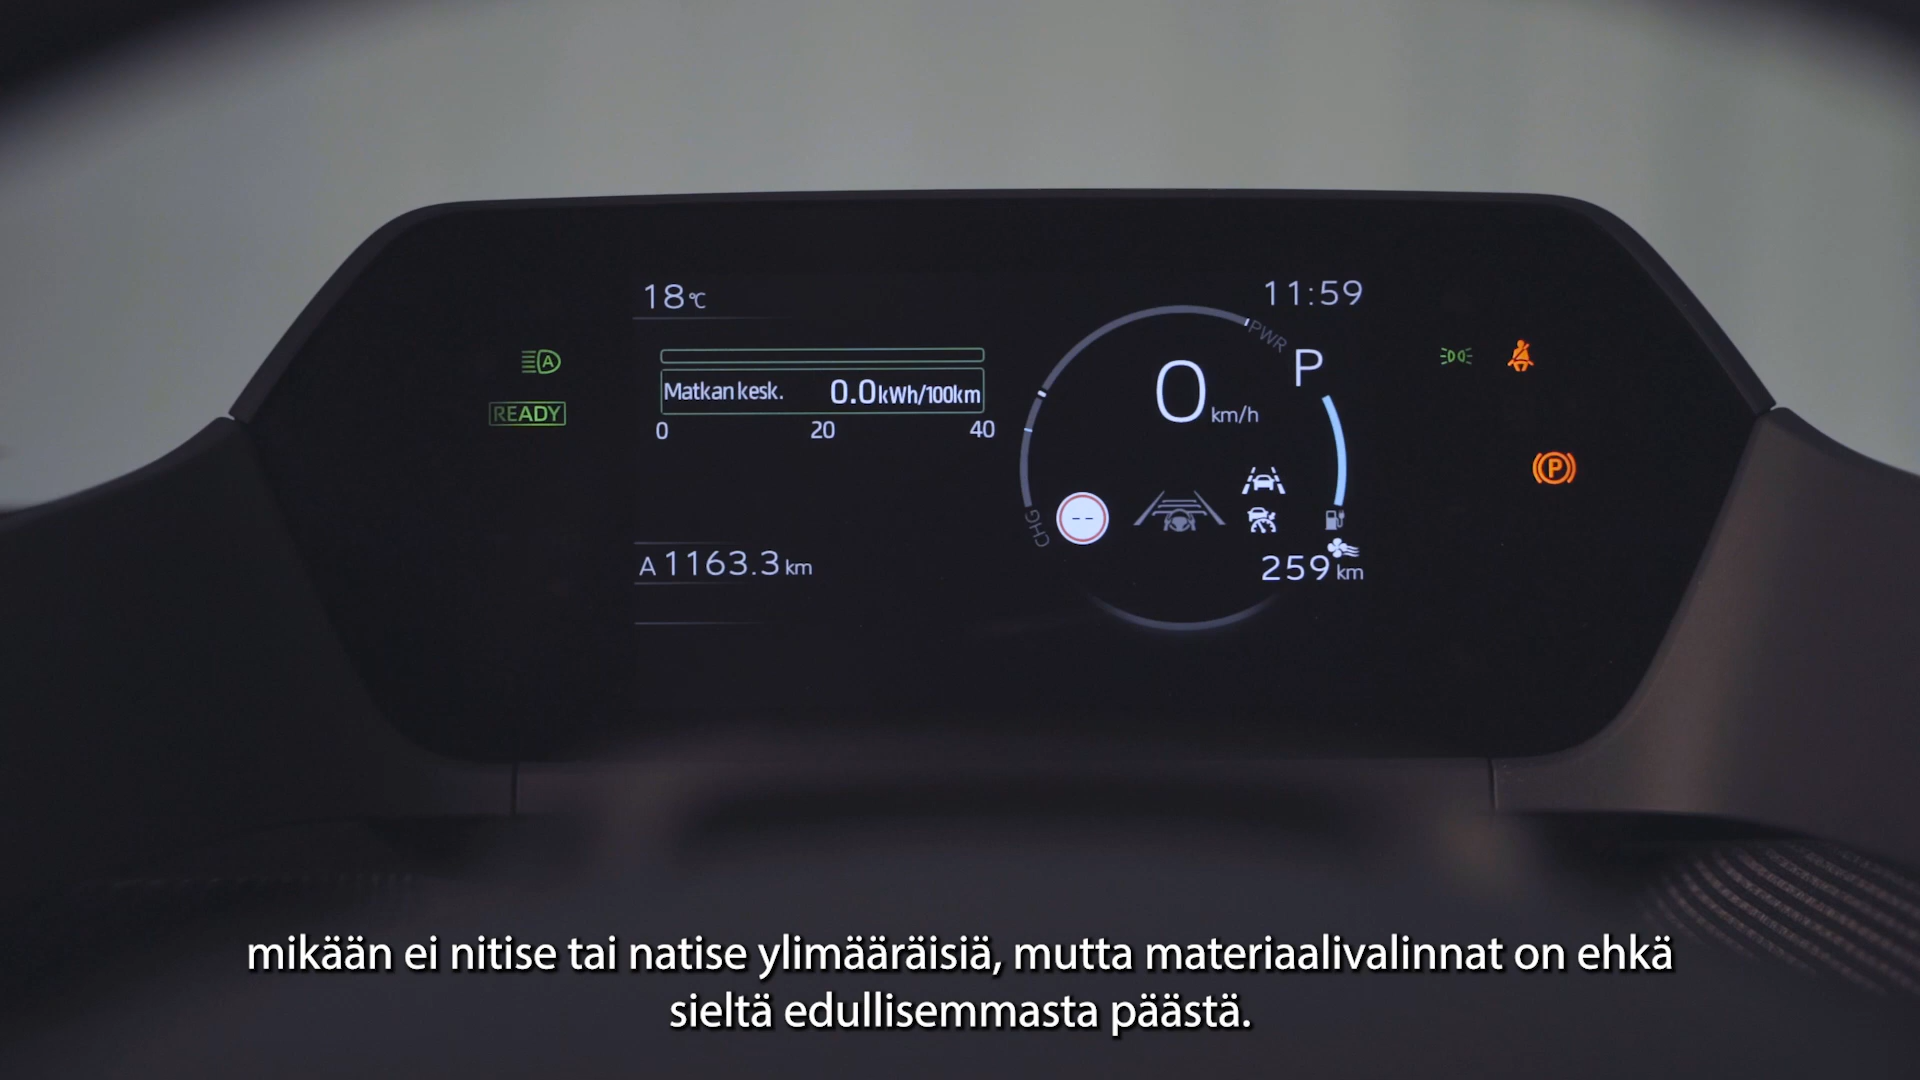 18°C
11:59
PWR
A
READY
Matkan kesk. 0.0kWh/100km
0 20 40
P
0 km/h
P
--
CHG
A 1163.3 km
259 km
mikään ei nitise tai natise ylimääräisiä, mutta materiaalivalinnat on ehkä
sieltä edullisemmasta päästä.